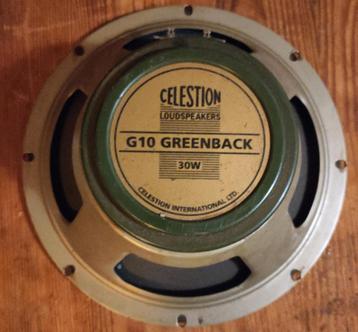 CELESTION
LOUDSPEAKERS
G10 GREENBACK
30W
CELESTION INTERNATIONAL LTD.